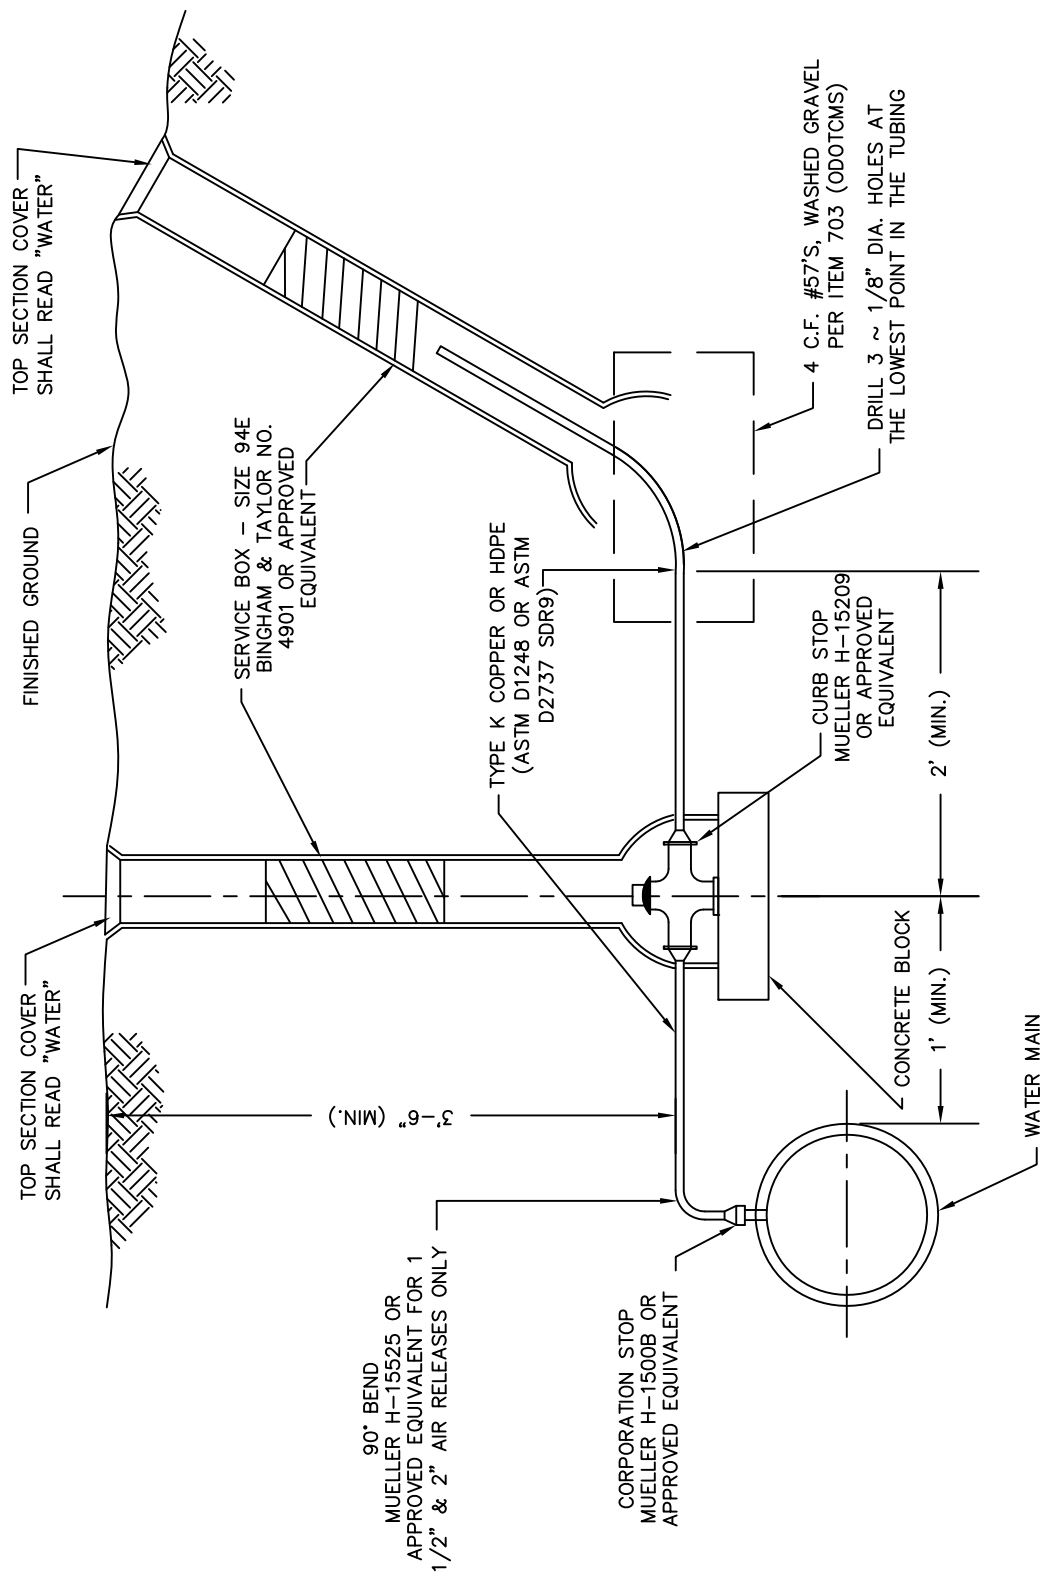 TOP SECTION COVER
SHALL READ "WATER"
FINISHED GROUND
TOP SECTION COVER
SHALL READ "WATER"
SERVICE BOX - SIZE 94E
BINGHAM & TAYLOR NO.
4901 OR APPROVED
EQUIVALENT
3'-6" (MIN.)
TYPE K COPPER OR HDPE
(ASTM D1248 OR ASTM
D2737 SDR9)
90° BEND
MUELLER H-15525 OR
APPROVED EQUIVALENT FOR 1
1/2" & 2" AIR RELEASES ONLY
CORPORATION STOP
MUELLER H-1500B OR
APPROVED EQUIVALENT
4 C.F. #57'S, WASHED GRAVEL
PER ITEM 703 (ODOTCMS)
DRILL 3 ~ 1/8" DIA. HOLES AT
THE LOWEST POINT IN THE TUBING
CURB STOP
MUELLER H-15209
OR APPROVED
EQUIVALENT
CONCRETE BLOCK
1' (MIN.)
2' (MIN.)
WATER MAIN